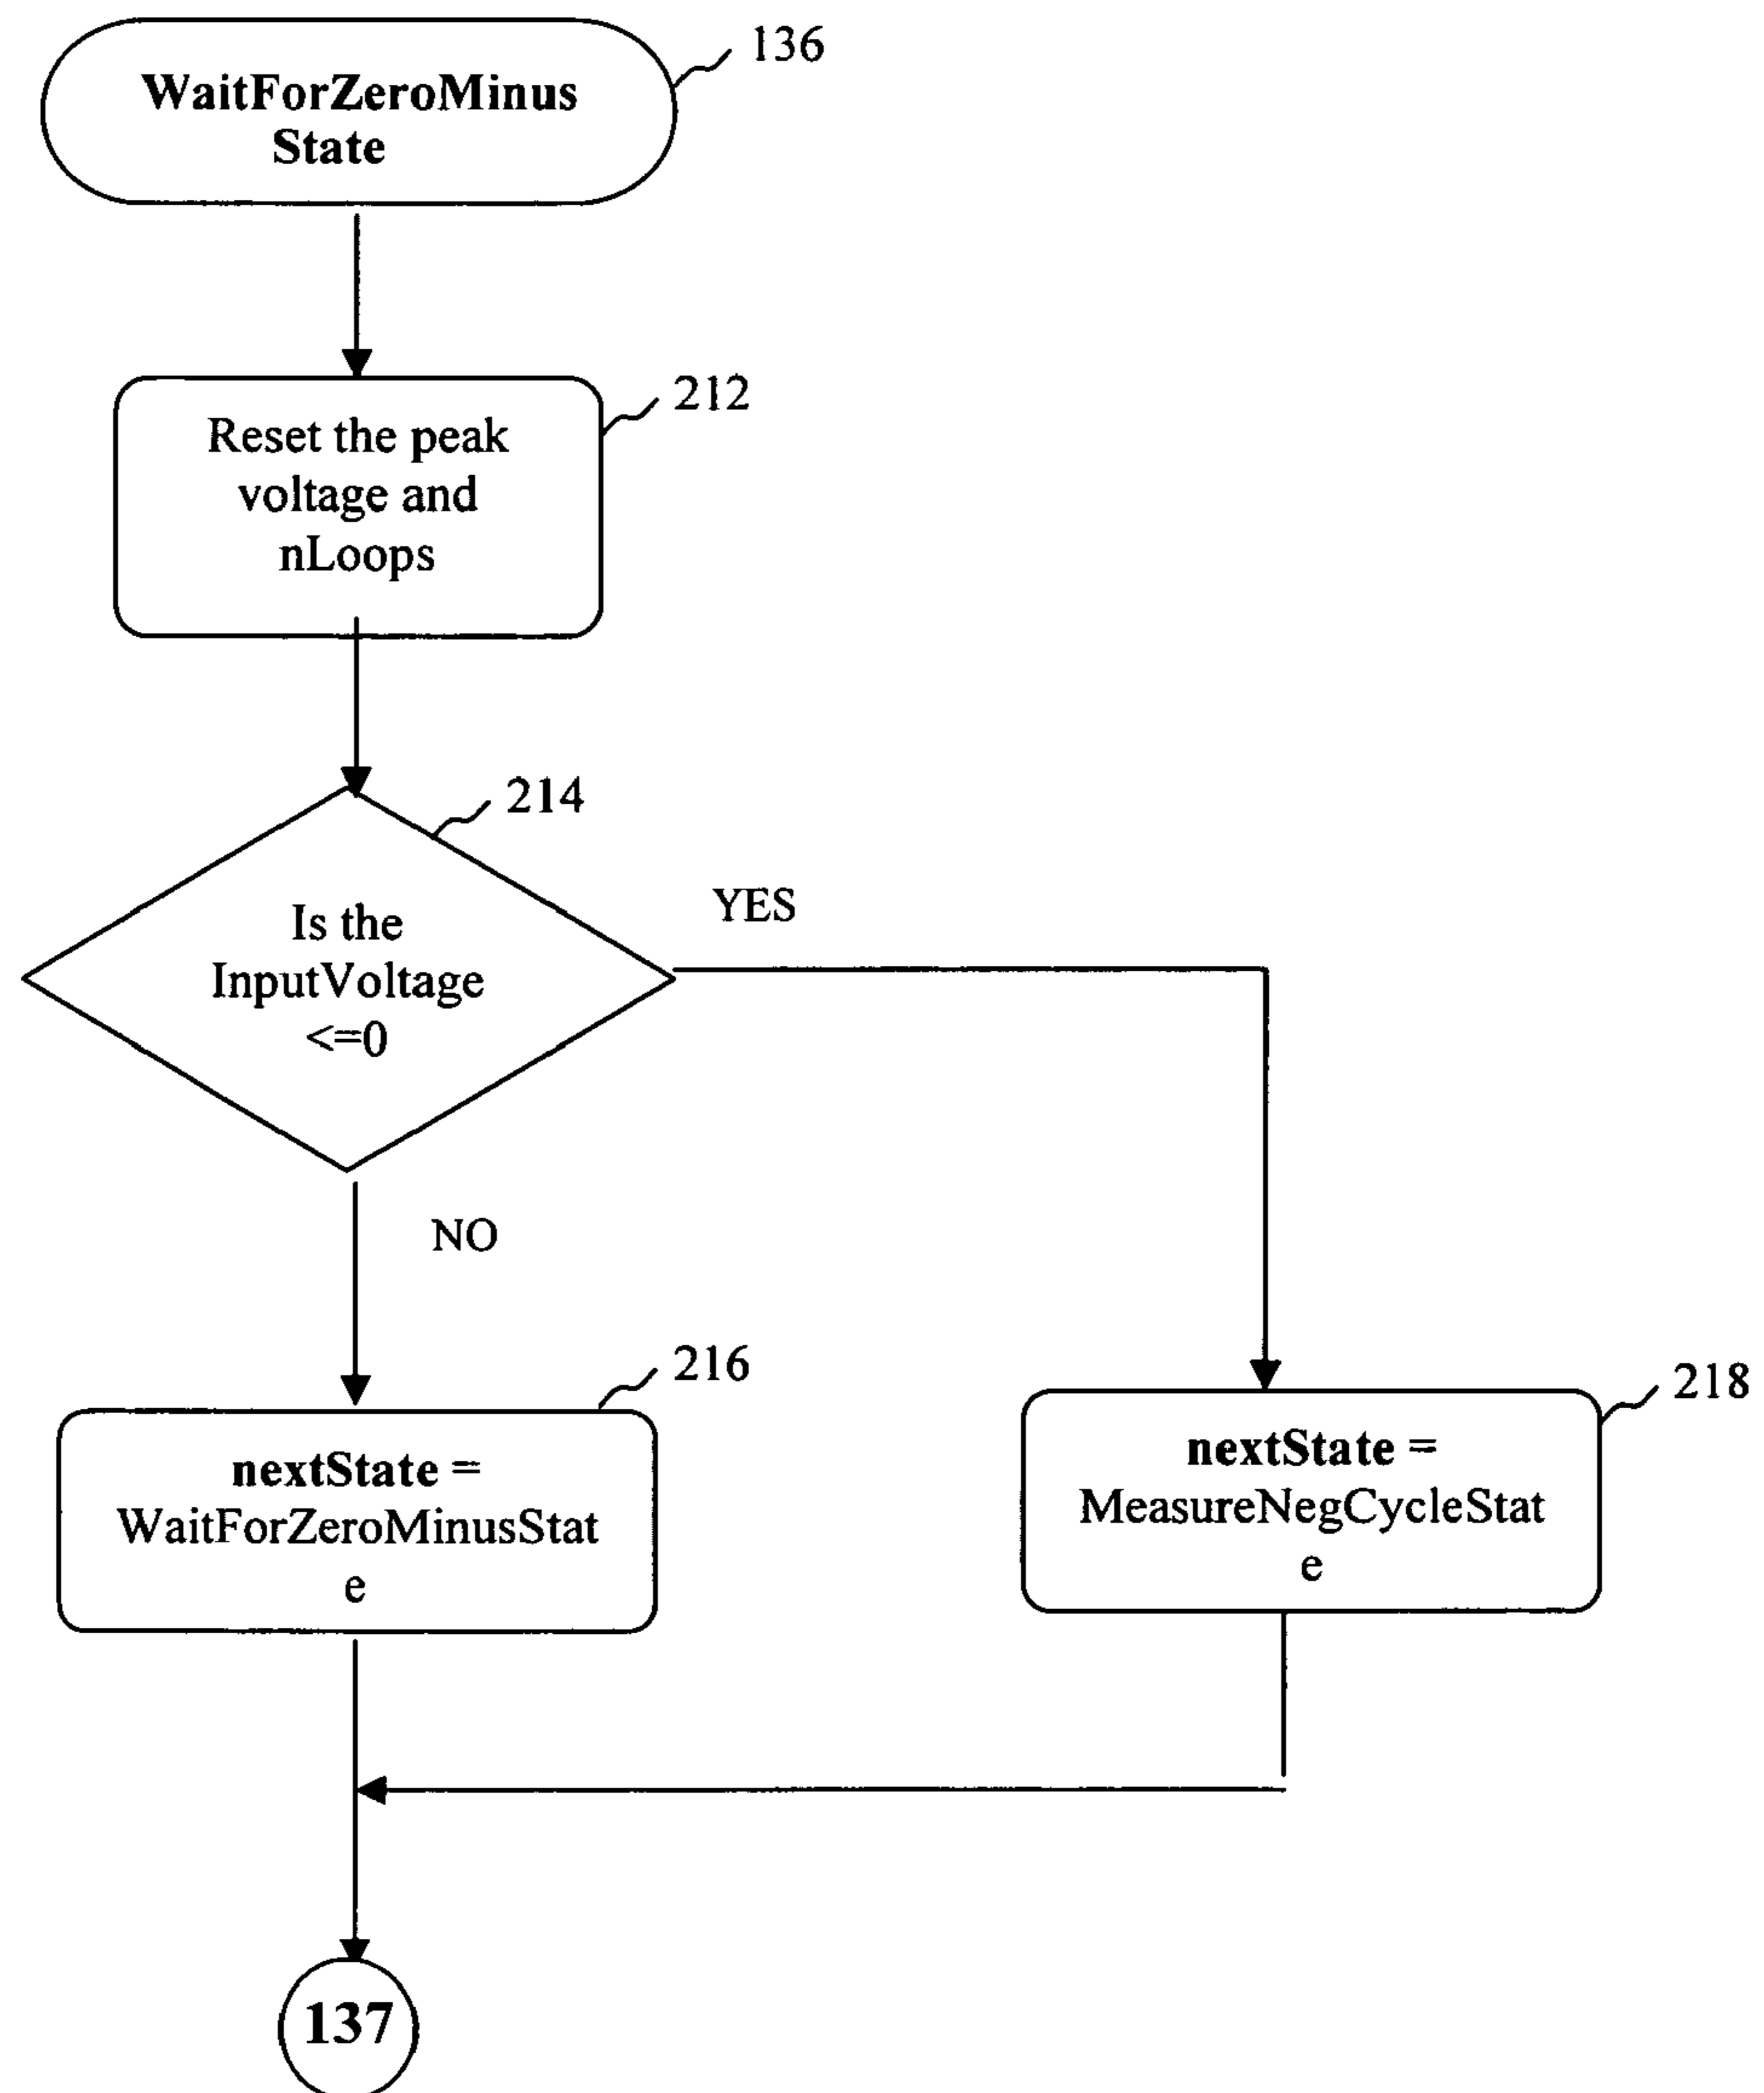 136
WaitForZeroMinus
State
212
Reset the peak
voltage and
nLoops
214
Is the
InputVoltage
<=0
YES
NO
216
nextState =
WaitForZeroMinusStat
e
218
nextState =
MeasureNegCycleStat
e
137